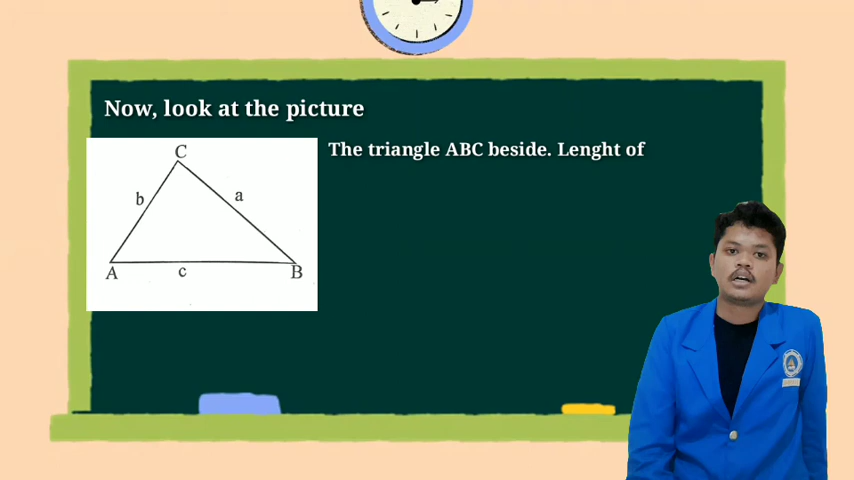 Now, look at the picture
The triangle ABC beside. Lenght of
C
b
a
A
c
B